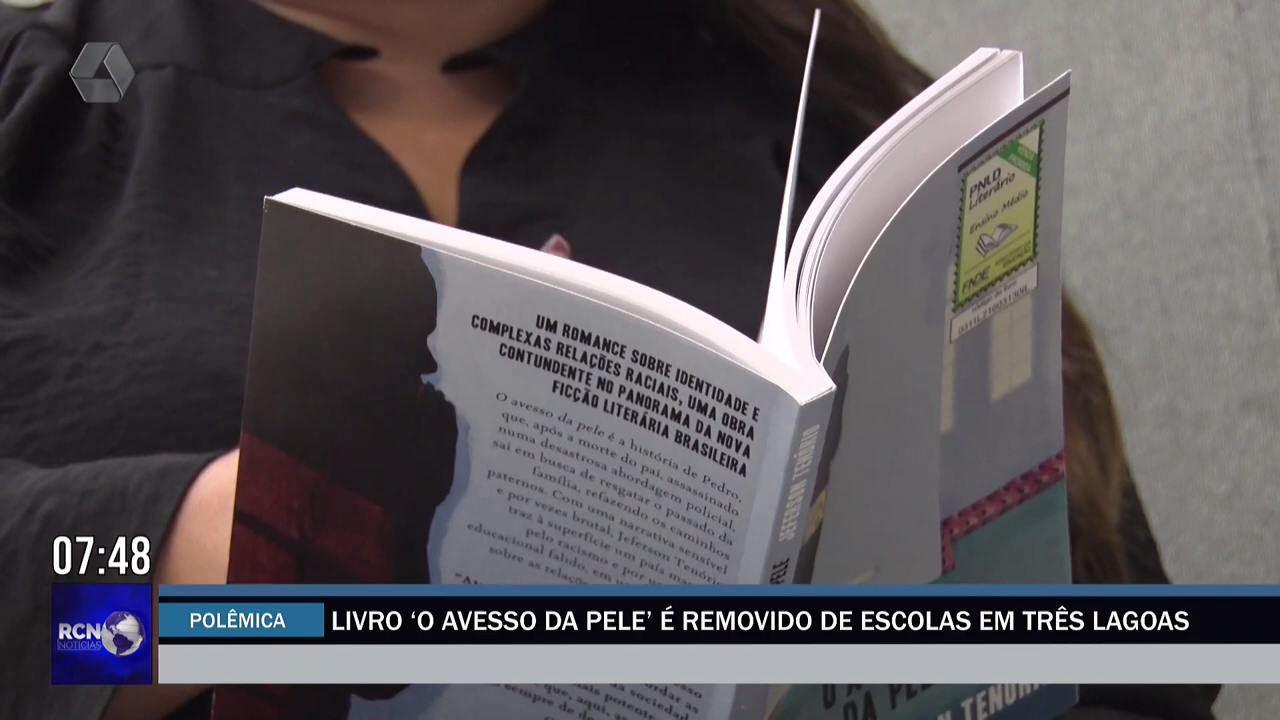 PNLD
Literário
Ensino Médio
FNDE
UM ROMANCE SOBRE IDENTIDADE E
COMPLEXAS RELAÇÕES RACIAIS, UMA OBRA
CONTUNDENTE NO PANORAMA DA NOVA
FICÇÃO LITERÁRIA BRASILEIRA
O avesso da pele é a história de Pedro,
que, após a morte do pai, assassinado
numa desastrosa abordagem policial,
sai em busca de resgatar o passado da
família, refazendo os caminhos
paternos. Com uma narrativa sensível
e por vezes brutal, Jeferson Tenório
traz à superfície um país
pelo racismo e por
educacional falido, em
sobre as relações
JEFERSON TENÓRIO
07:48
RCN
NOTÍCIAS
POLÊMICA
LIVRO ‘O AVESSO DA PELE’ É REMOVIDO DE ESCOLAS EM TRÊS LAGOAS
DA PELE